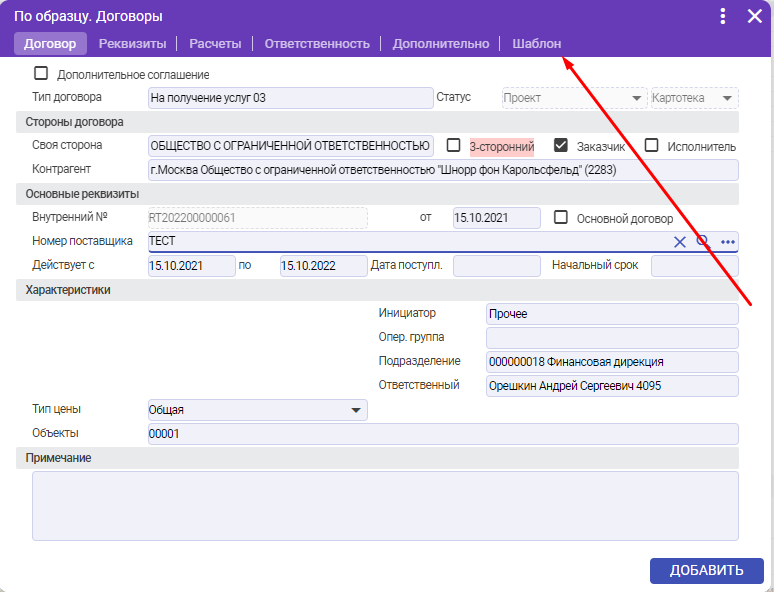 По образцу. Договоры
Договор Реквизиты Расчеты Ответственность Дополнительно Шаблон
Дополнительное соглашение
Тип договора На получение услуг 03 Статус Проект Картотека
Стороны договора
Своя сторона ОБЩЕСТВО С ОГРАНИЧЕННОЙ ОТВЕТСТВЕННОСТЬЮ 3-сторонний Заказчик Исполнитель
Контрагент г.Москва Общество с ограниченной ответственностью "Шнорр фон Карольсфельд" (2283)
Основные реквизиты
Внутренний № RT202200000061 от 15.10.2021 Основной договор
Номер поставщика ТЕСТ
Действует с 15.10.2021 по 15.10.2022 Дата поступл. Начальный срок
Характеристики
Инициатор Прочее
Опер. группа
Подразделение 000000018 Финансовая дирекция
Ответственный Орешкин Андрей Сергеевич 4095
Тип цены Общая
Объекты 00001
Примечание
ДОБАВИТЬ